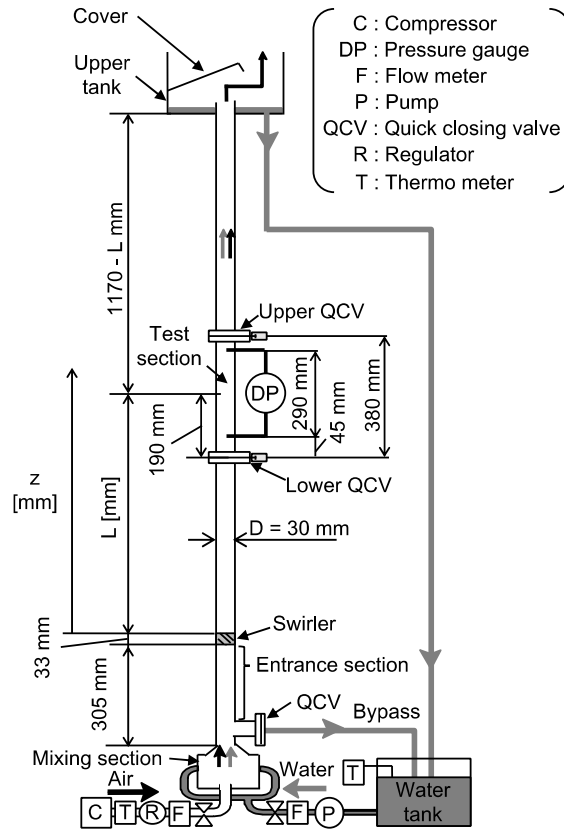 Cover
Upper
tank
C : Compressor
DP : Pressure gauge
F : Flow meter
P : Pump
QCV : Quick closing valve
R : Regulator
T : Thermo meter
1170 - L mm
Upper QCV
Test
section
DP
290 mm
45 mm
380 mm
190 mm
Lower QCV
z
[mm]
L [mm]
D = 30 mm
Swirler
33 mm
Entrance section
305 mm
QCV
Bypass
Mixing section
Air
Water
T
Water
tank
C
T
R
F
F
P